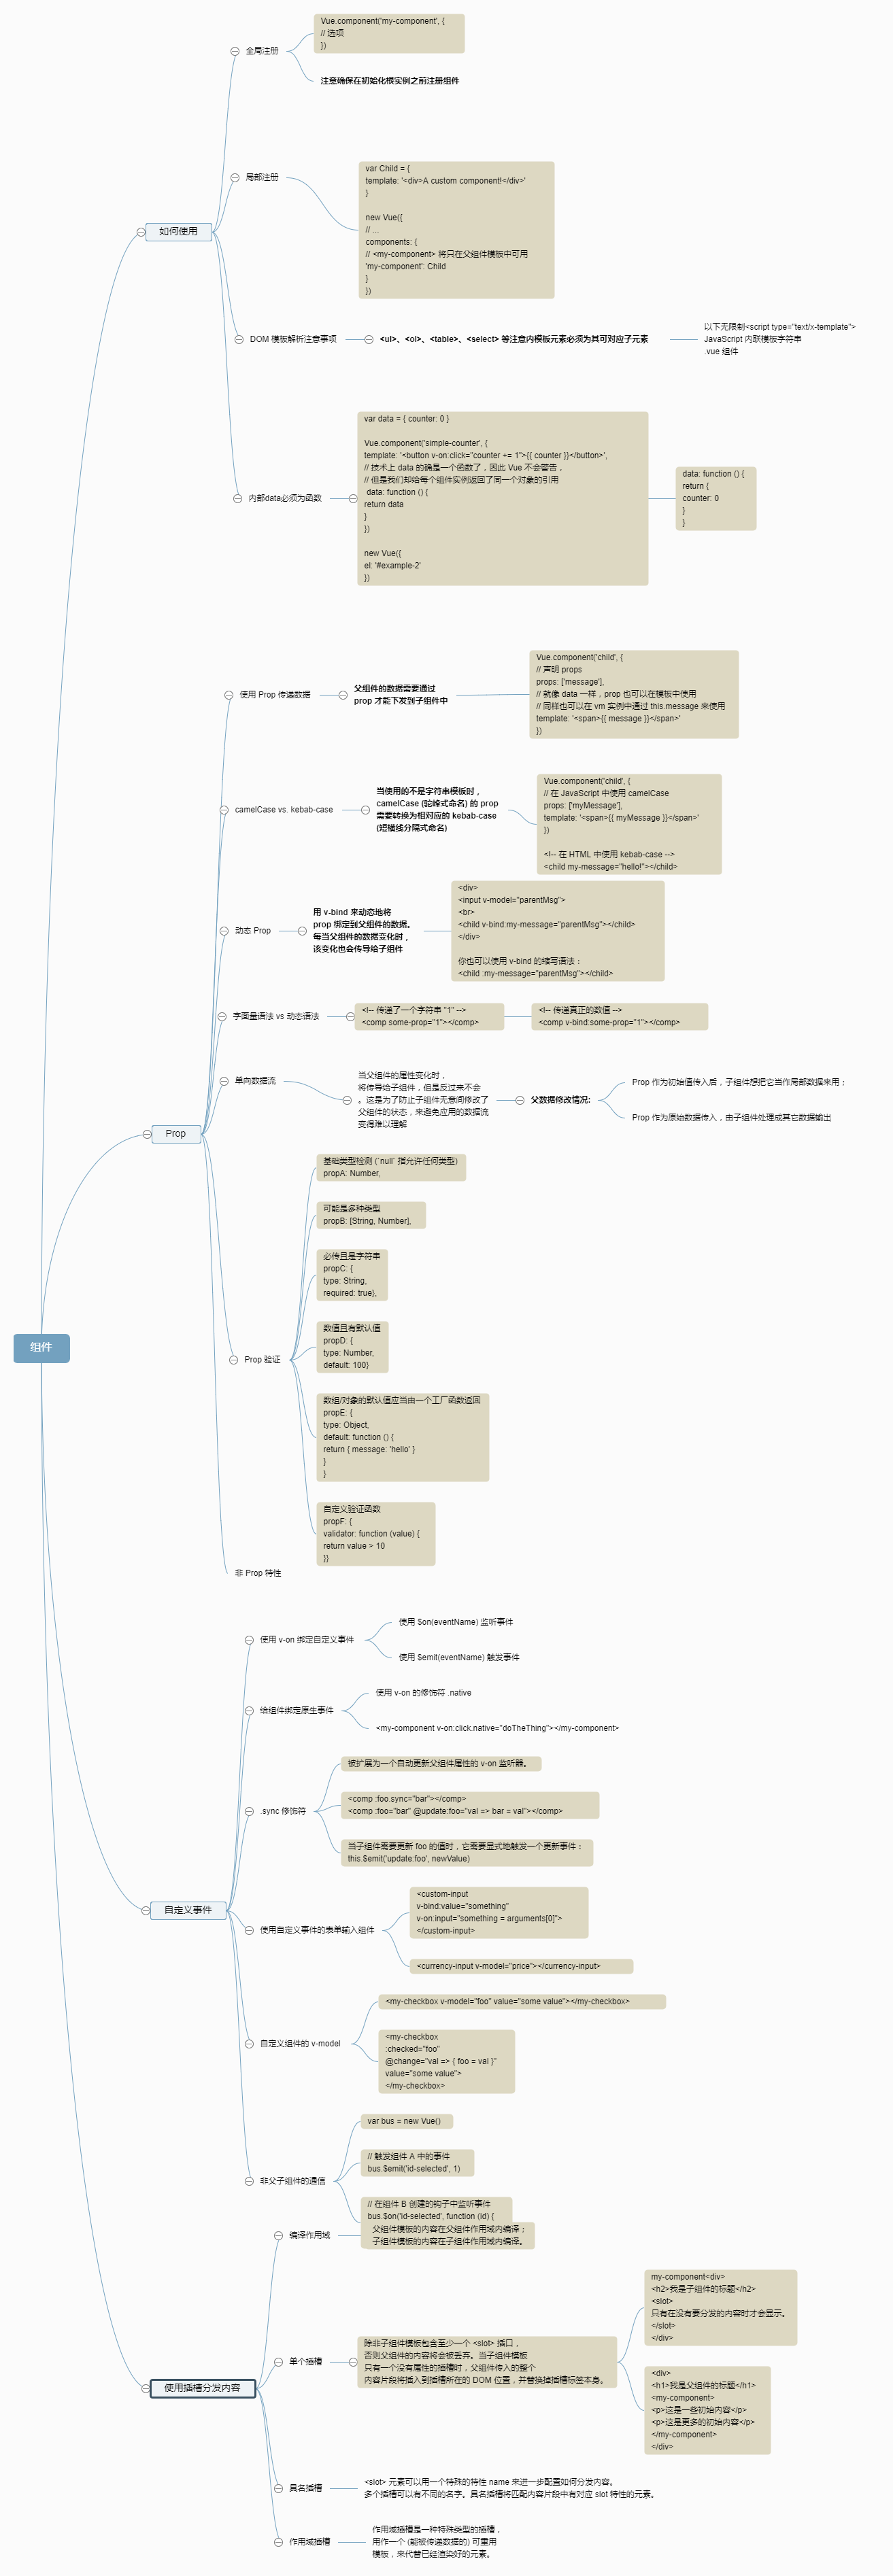 组件
如何使用
全局注册
Vue.component('my-component', {
// 选项
})
注意确保在初始化根实例之前注册组件
局部注册
var Child = {
template: '<div>A custom component!</div>'
}
new Vue({
// ...
components: {
// <my-component> 将只在父组件模板中可用
'my-component': Child
}
})
DOM 模板解析注意事项
<ul>、<ol>、<table>、<select> 等注意内模板元素必须为其可对应子元素
以下无限制<script type="text/x-template">
JavaScript 内联模板字符串
.vue 组件
内部data必须为函数
var data = { counter: 0 }
Vue.component('simple-counter', {
template: '<button v-on:click="counter += 1">{{ counter }}</button>',
// 技术上 data 的确是一个函数了，因此 Vue 不会警告，
// 但是我们却给每个组件实例返回了同一个对象的引用
data: function () {
return data
}
})
new Vue({
el: '#example-2'
})
data: function () {
return {
counter: 0
}
}
Prop
使用 Prop 传递数据
父组件的数据需要通过
prop 才能下发到子组件中
Vue.component('child', {
// 声明 props
props: ['message'],
// 就像 data 一样，prop 也可以在模板中使用
// 同样也可以在 vm 实例中通过 this.message 来使用
template: '<span>{{ message }}</span>'
})
camelCase vs. kebab-case
当使用的不是字符串模板时，
camelCase (驼峰式命名) 的 prop
需要转换为相对应的 kebab-case
(短横线分隔式命名)
Vue.component('child', {
// 在 JavaScript 中使用 camelCase
props: ['myMessage'],
template: '<span>{{ myMessage }}</span>'
})
<!-- 在 HTML 中使用 kebab-case -->
<child my-message="hello!"></child>
动态 Prop
用 v-bind 来动态地将
prop 绑定到父组件的数据。
每当父组件的数据变化时，
该变化也会传导给子组件
<div>
<input v-model="parentMsg">
<br>
<child v-bind:my-message="parentMsg"></child>
</div>
你也可以使用 v-bind 的缩写语法：
<child :my-message="parentMsg"></child>
字面量语法 vs 动态语法
<!-- 传递了一个字符串 "1" -->
<comp some-prop="1"></comp>
<!-- 传递真正的数值 -->
<comp v-bind:some-prop="1"></comp>
单向数据流
当父组件的属性变化时，
将传导给子组件，但是反过来不会
。这是为了防止子组件无意间修改了
父组件的状态，来避免应用的数据流
变得难以理解
父数据修改情况:
Prop 作为初始值传入后，子组件想把它当作局部数据来用；
Prop 作为原始数据传入，由子组件处理成其它数据输出
Prop 验证
基础类型检测 (`null` 指允许任何类型)
propA: Number,
可能是多种类型
propB: [String, Number],
必传且是字符串
propC: {
type: String,
required: true},
数值且有默认值
propD: {
type: Number,
default: 100}
数组/对象的默认值应当由一个工厂函数返回
propE: {
type: Object,
default: function () {
return { message: 'hello' }
}
}
自定义验证函数
propF: {
validator: function (value) {
return value > 10
}}
非 Prop 特性
自定义事件
使用 v-on 绑定自定义事件
使用 $on(eventName) 监听事件
使用 $emit(eventName) 触发事件
给组件绑定原生事件
使用 v-on 的修饰符 .native
<my-component v-on:click.native="doTheThing"></my-component>
.sync 修饰符
被扩展为一个自动更新父组件属性的 v-on 监听器。
<comp :foo.sync="bar"></comp>
<comp :foo="bar" @update:foo="val => bar = val"></comp>
当子组件需要更新 foo 的值时，它需要显式地触发一个更新事件：
this.$emit('update:foo', newValue)
使用自定义事件的表单输入组件
<custom-input
v-bind:value="something"
v-on:input="something = arguments[0]">
</custom-input>
<currency-input v-model="price"></currency-input>
自定义组件的 v-model
<my-checkbox v-model="foo" value="some value"></my-checkbox>
<my-checkbox
:checked="foo"
@change="val => { foo = val }"
value="some value">
</my-checkbox>
非父子组件的通信
var bus = new Vue()
// 触发组件 A 中的事件
bus.$emit('id-selected', 1)
// 在组件 B 创建的钩子中监听事件
bus.$on('id-selected', function (id) {
使用插槽分发内容
编译作用域
父组件模板的内容在父组件作用域内编译；
子组件模板的内容在子组件作用域内编译。
单个插槽
除非子组件模板包含至少一个 <slot> 插口，
否则父组件的内容将会被丢弃。当子组件模板
只有一个没有属性的插槽时，父组件传入的整个
内容片段将插入到插槽所在的 DOM 位置，并替换掉插槽标签本身。
my-component<div>
<h2>我是子组件的标题</h2>
<slot>
只有在没有要分发的内容时才会显示。
</slot>
</div>
<div>
<h1>我是父组件的标题</h1>
<my-component>
<p>这是一些初始内容</p>
<p>这是更多的初始内容</p>
</my-component>
</div>
具名插槽
<slot> 元素可以用一个特殊的特性 name 来进一步配置如何分发内容。
多个插槽可以有不同的名字。具名插槽将匹配内容片段中有对应 slot 特性的元素。
作用域插槽
作用域插槽是一种特殊类型的插槽，
用作一个 (能被传递数据的) 可重用
模板，来代替已经渲染好的元素。